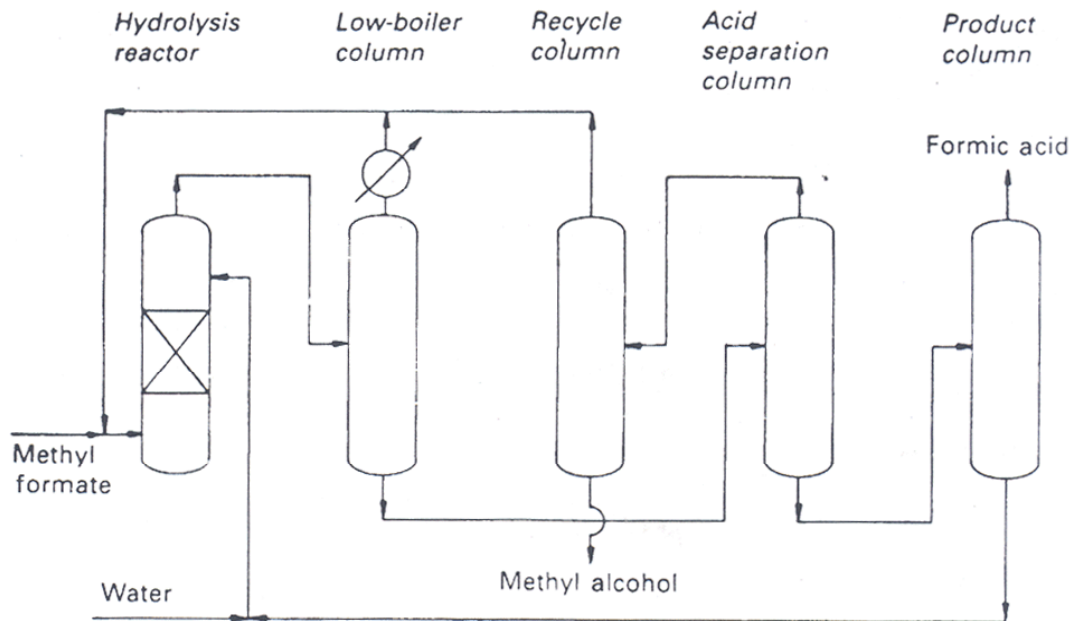 Hydrolysis
reactor
Low-boiler
column
Recycle
column
Acid
separation
column
Product
column
Formic acid
Methyl
formate
Methyl alcohol
Water